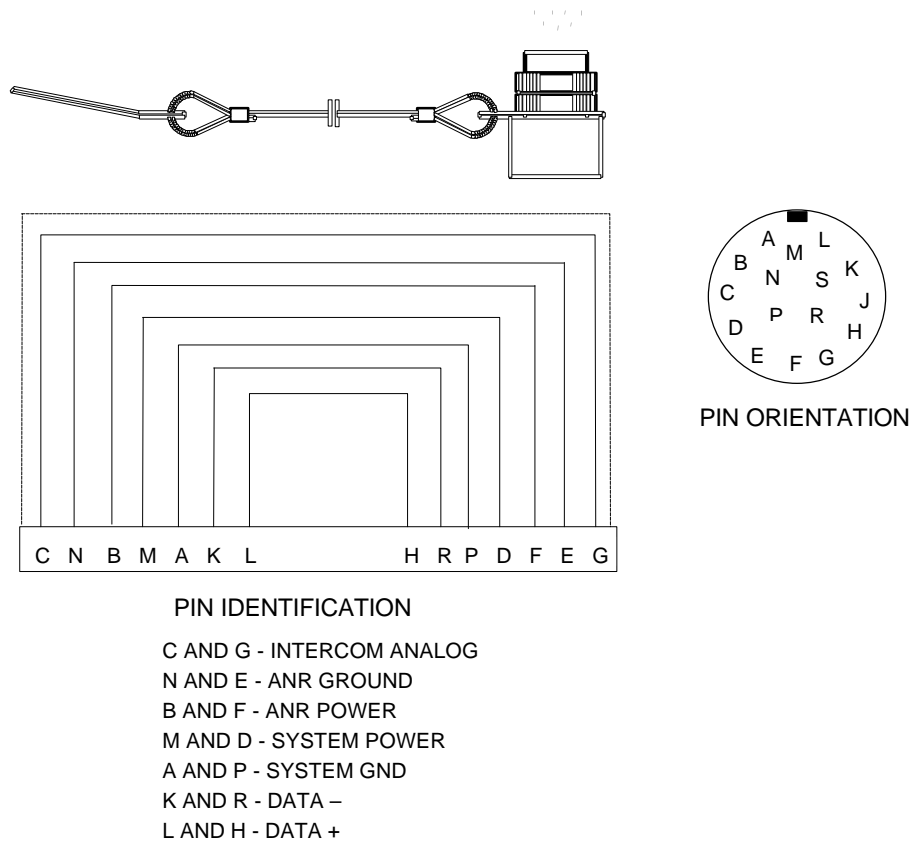 A
L
M
B
K
N
S
C
J
P
R
D
H
E
F
G
PIN ORIENTATION
C N B M A K L H R P D F E G
PIN IDENTIFICATION
C AND G - INTERCOM ANALOG
N AND E - ANR GROUND
B AND F - ANR POWER
M AND D - SYSTEM POWER
A AND P - SYSTEM GND
K AND R - DATA –
L AND H - DATA +